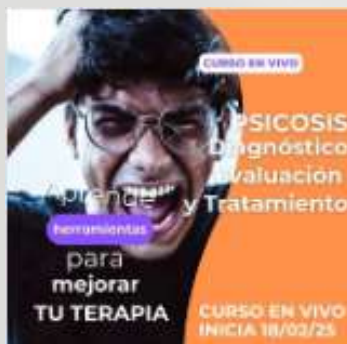 CURSO EN VIVO
PSICOSIS
Diagnóstico
Evaluación
y Tratamiento
Aprende
herramientas
para
mejorar
TU TERAPIA
CURSO EN VIVO
INICIA 18/02/25